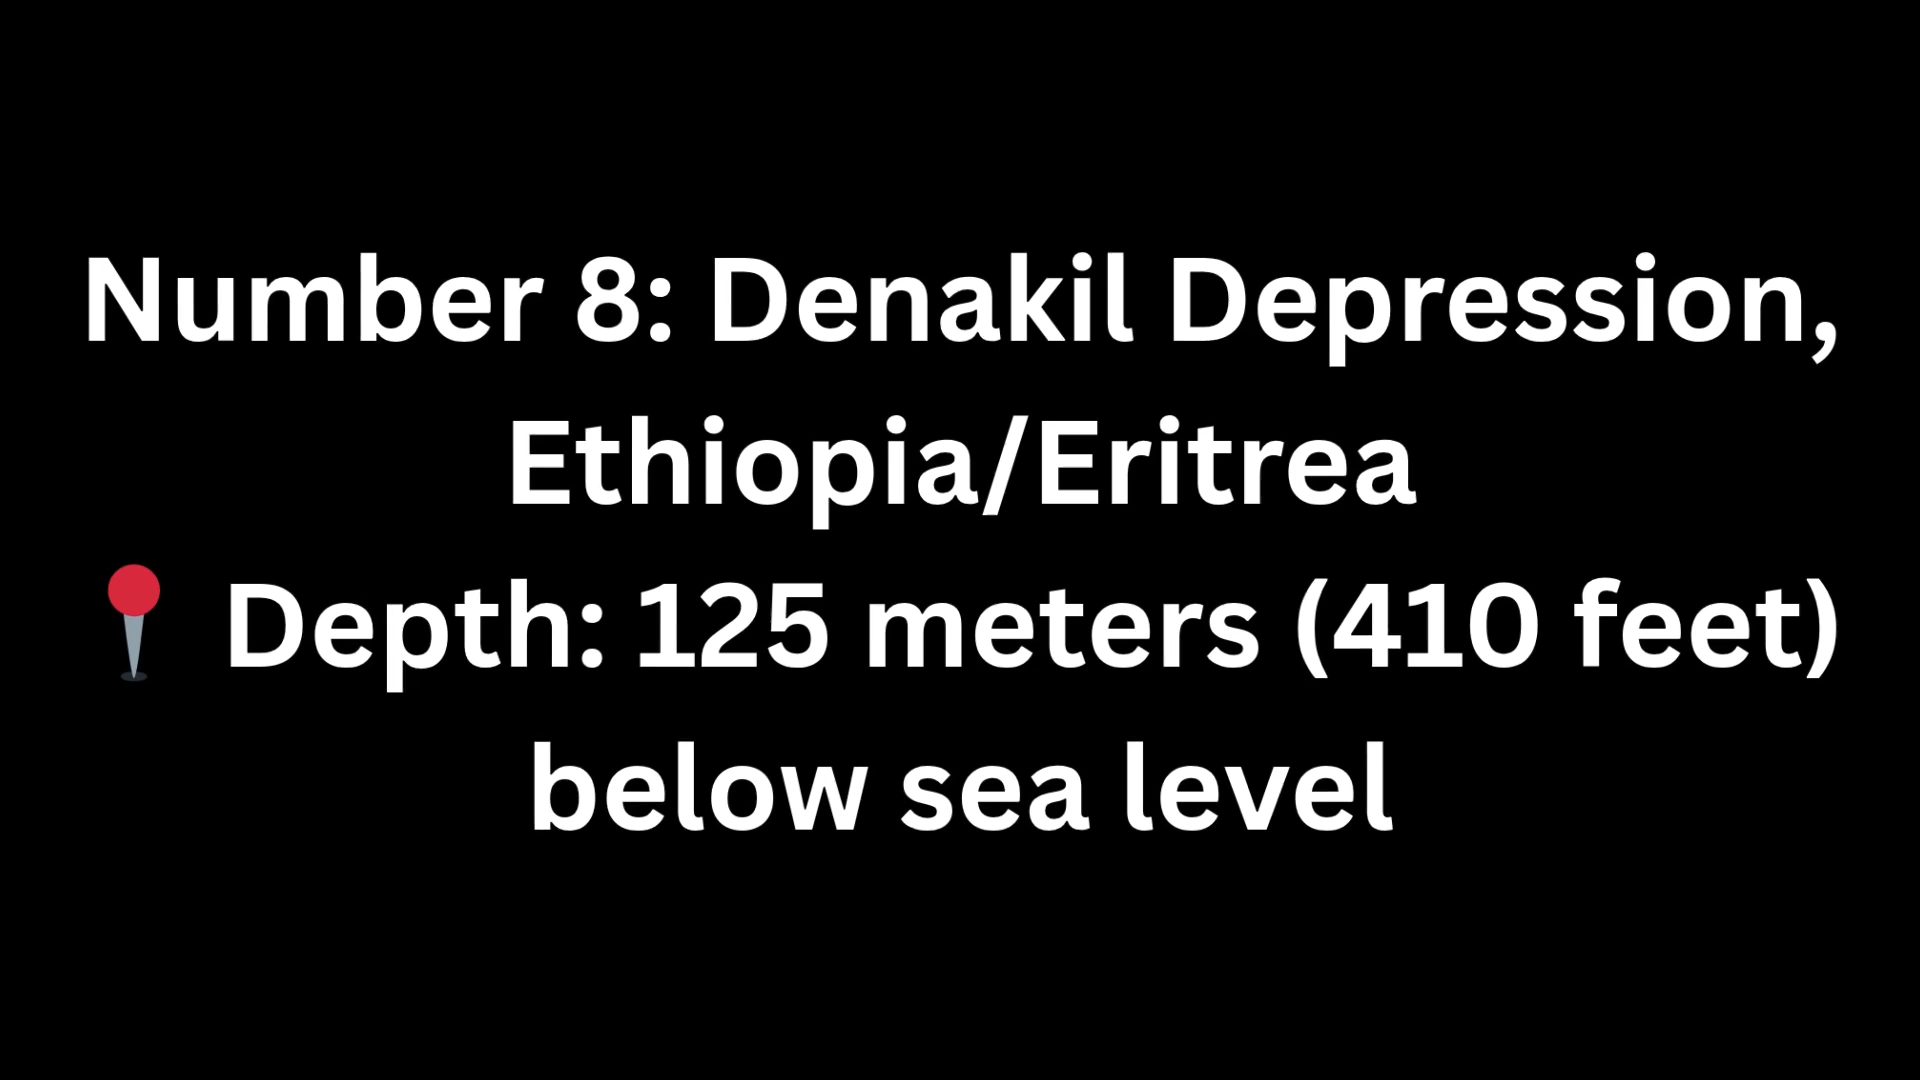 Number 8: Denakil Depression,
Ethiopia/Eritrea
📍 Depth: 125 meters (410 feet)
below sea level